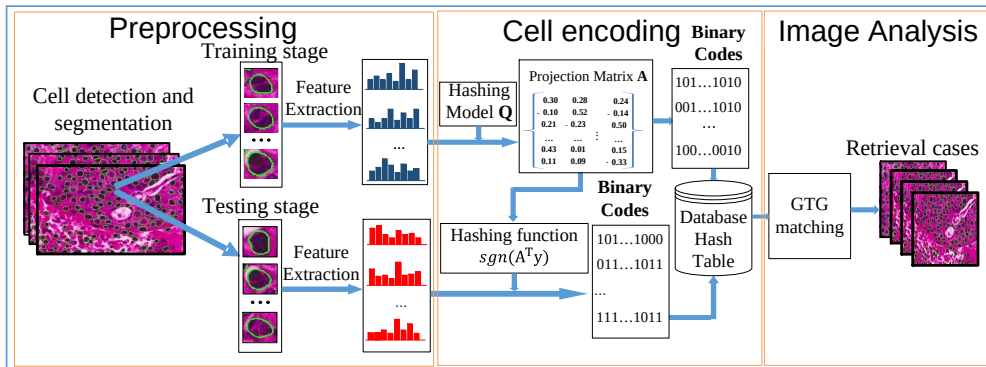 Preprocessing
Training stage
Cell detection and
segmentation
Feature
Extraction
...
...
Testing stage
Feature
Extraction
...
...
Cell encoding
Hashing
Model Q
Projection Matrix A
0.30 0.28 0.24
- 0.10 0.52 - 0.14
0.21 - 0.23 0.50
... ... ⋮ ...
0.43 0.01 0.15
0.11 0.09 - 0.33
Binary
Codes
101...1010
001...1010
...
100...0010
Hashing function
sgn(Aᵀy)
Binary
Codes
101...1000
011...1011
...
111...1011
Database
Hash
Table
Image Analysis
GTG
matching
Retrieval cases